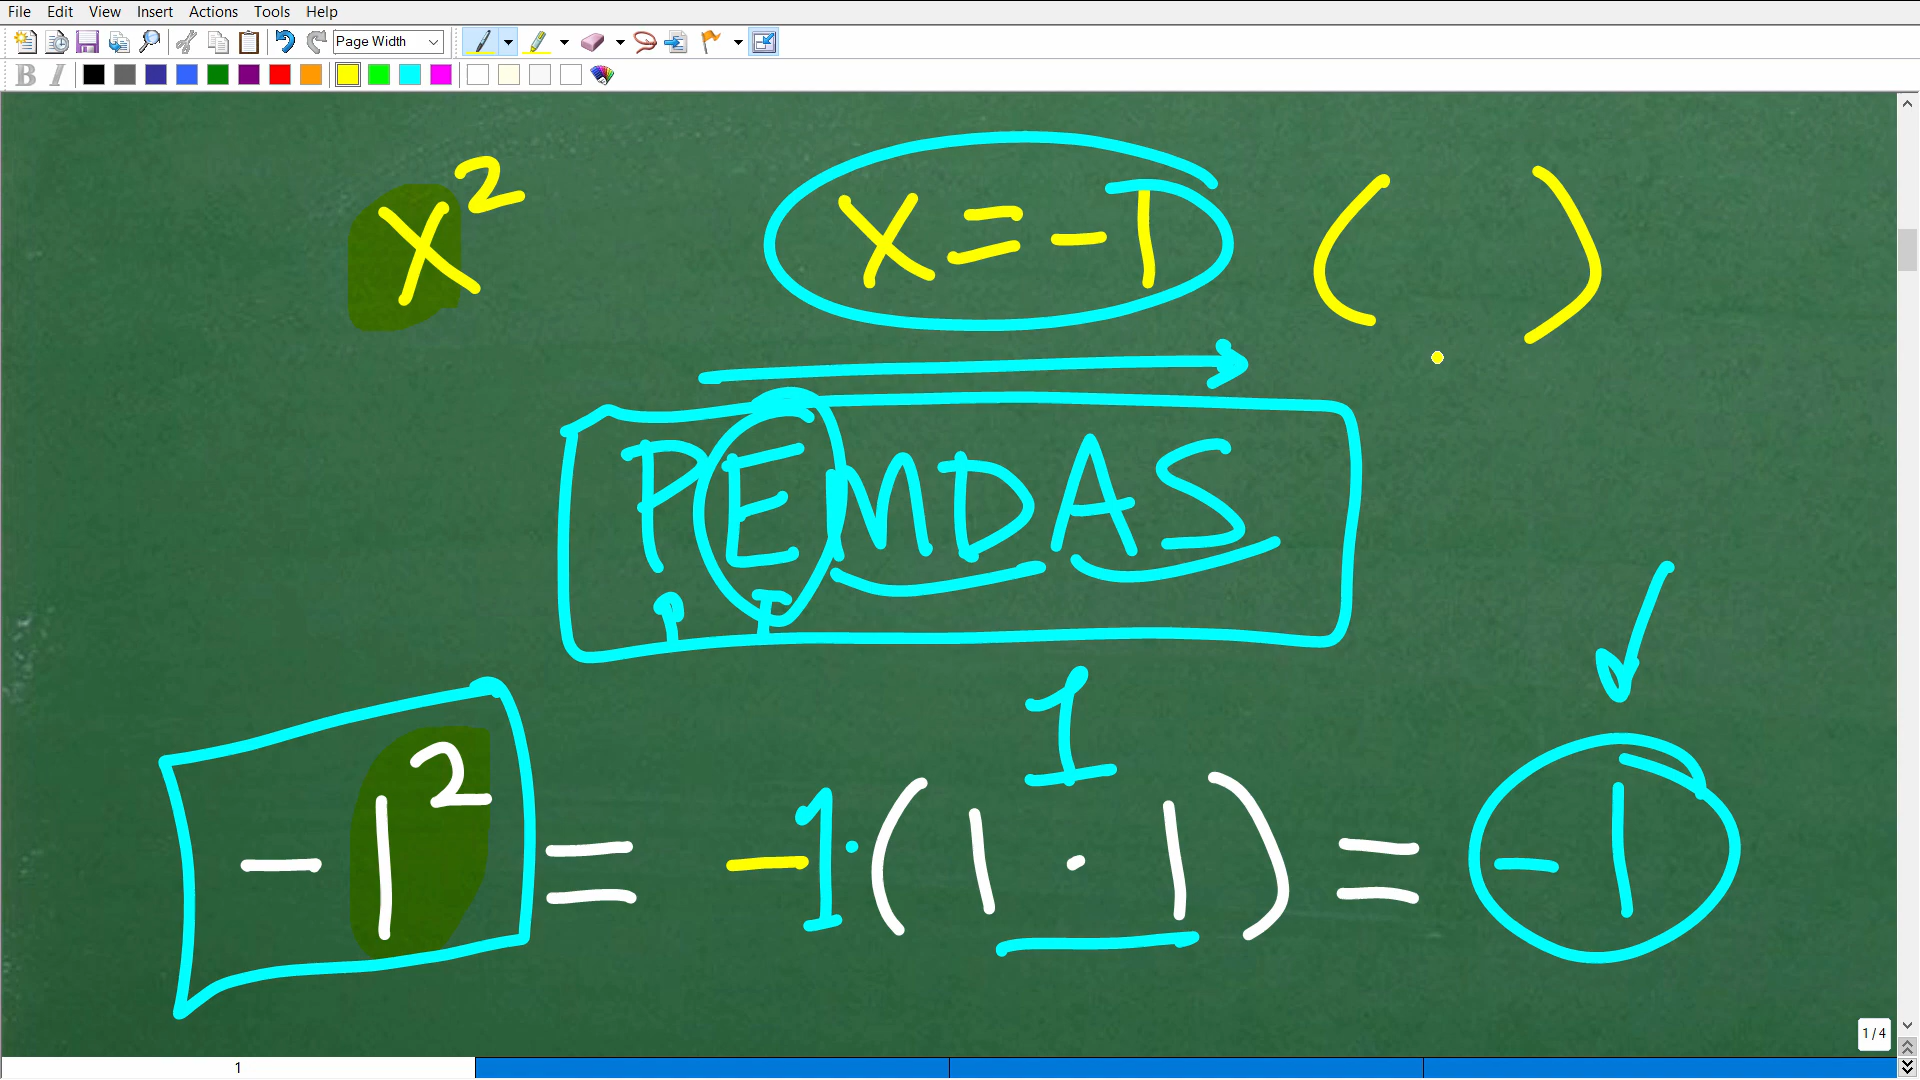 File Edit View Insert Actions Tools Help
Page Width
B I
x² x = -1 ( )
PEMDAS
1
-1² = -1·(1 · 1) = -1
1 / 4
1